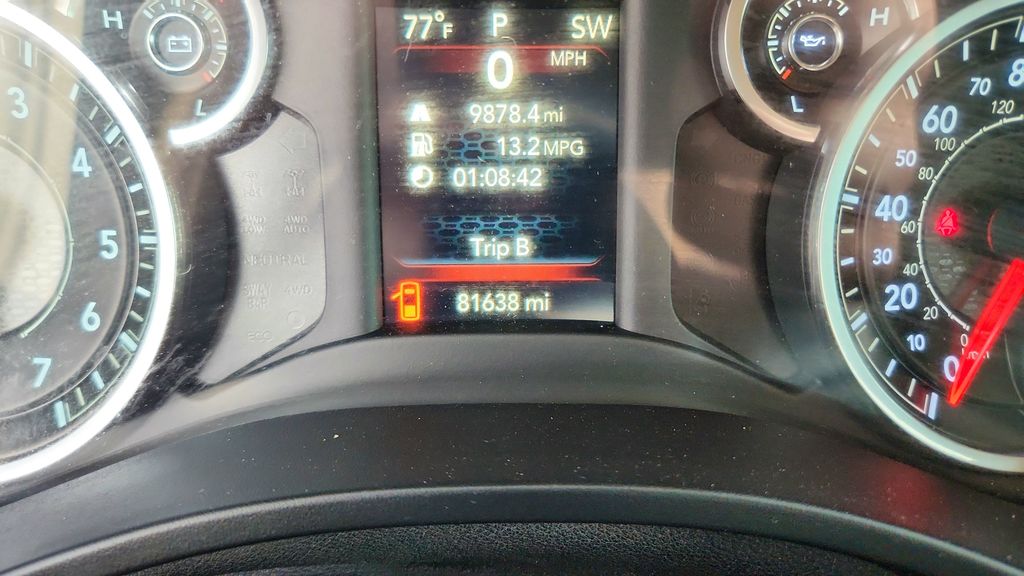 77°F P SW
0 MPH
9878.4 mi
13.2 MPG
01:08:42
Trip B
81638 mi
H
L
3
4
5
6
7
H
L
8
70
60
50
40
30
20
10
0
120
100
80
60
40
20
0
4WD LOW
4WD AUTO
NEUTRAL
4WD